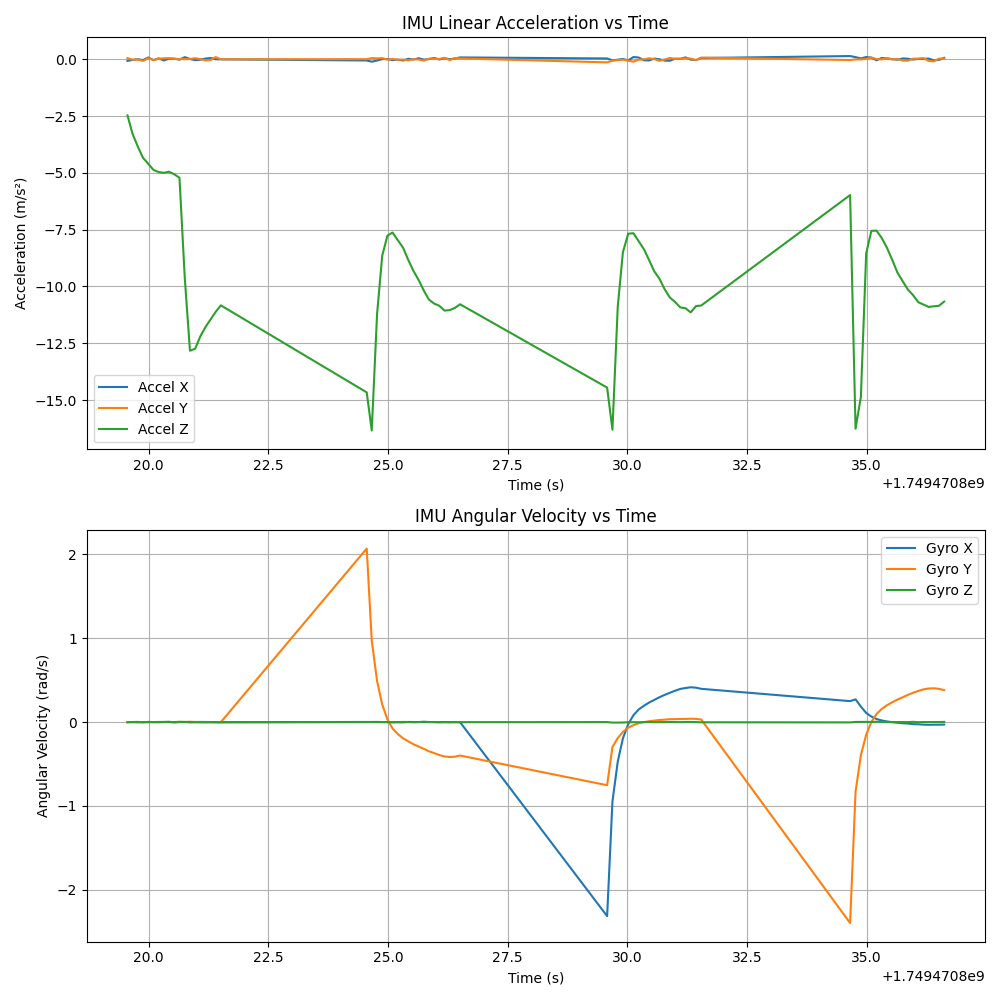 IMU Linear Acceleration vs Time
Acceleration (m/s²)
0.0
−2.5
−5.0
−7.5
−10.0
−12.5
−15.0
Accel X
Accel Y
Accel Z
20.0 22.5 25.0 27.5 30.0 32.5 35.0
Time (s)
+1.7494708e9
IMU Angular Velocity vs Time
Angular Velocity (rad/s)
2
1
0
−1
−2
Gyro X
Gyro Y
Gyro Z
20.0 22.5 25.0 27.5 30.0 32.5 35.0
Time (s)
+1.7494708e9